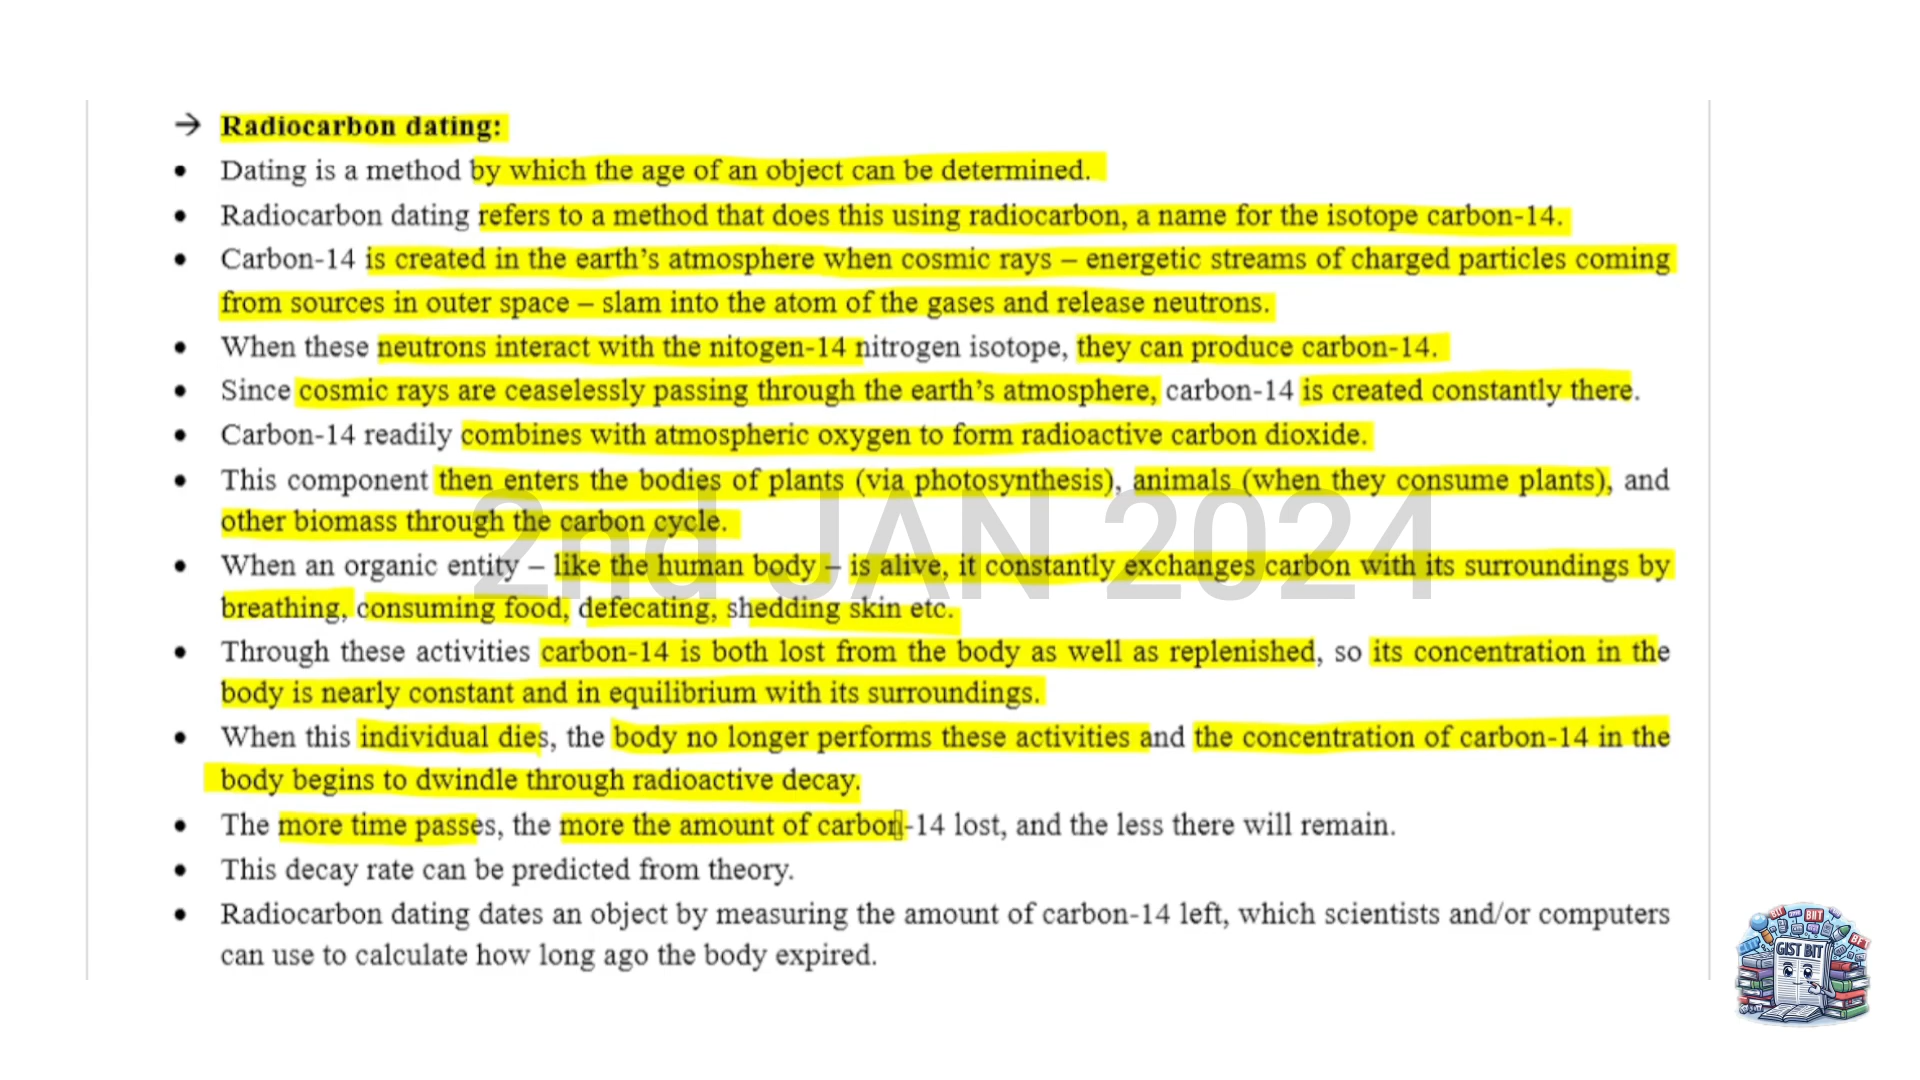 → Radiocarbon dating:
• Dating is a method by which the age of an object can be determined.
• Radiocarbon dating refers to a method that does this using radiocarbon, a name for the isotope carbon-14.
• Carbon-14 is created in the earth’s atmosphere when cosmic rays – energetic streams of charged particles coming
from sources in outer space – slam into the atom of the gases and release neutrons.
• When these neutrons interact with the nitogen-14 nitrogen isotope, they can produce carbon-14.
• Since cosmic rays are ceaselessly passing through the earth’s atmosphere, carbon-14 is created constantly there.
• Carbon-14 readily combines with atmospheric oxygen to form radioactive carbon dioxide.
• This component then enters the bodies of plants (via photosynthesis), animals (when they consume plants), and
other biomass through the carbon cycle.
2nd JAN 2024
• When an organic entity – like the human body – is alive, it constantly exchanges carbon with its surroundings by
breathing, consuming food, defecating, shedding skin etc.
• Through these activities carbon-14 is both lost from the body as well as replenished, so its concentration in the
body is nearly constant and in equilibrium with its surroundings.
• When this individual dies, the body no longer performs these activities and the concentration of carbon-14 in the
body begins to dwindle through radioactive decay.
• The more time passes, the more the amount of carbon-14 lost, and the less there will remain.
• This decay rate can be predicted from theory.
• Radiocarbon dating dates an object by measuring the amount of carbon-14 left, which scientists and/or computers
can use to calculate how long ago the body expired.
GIST BIT